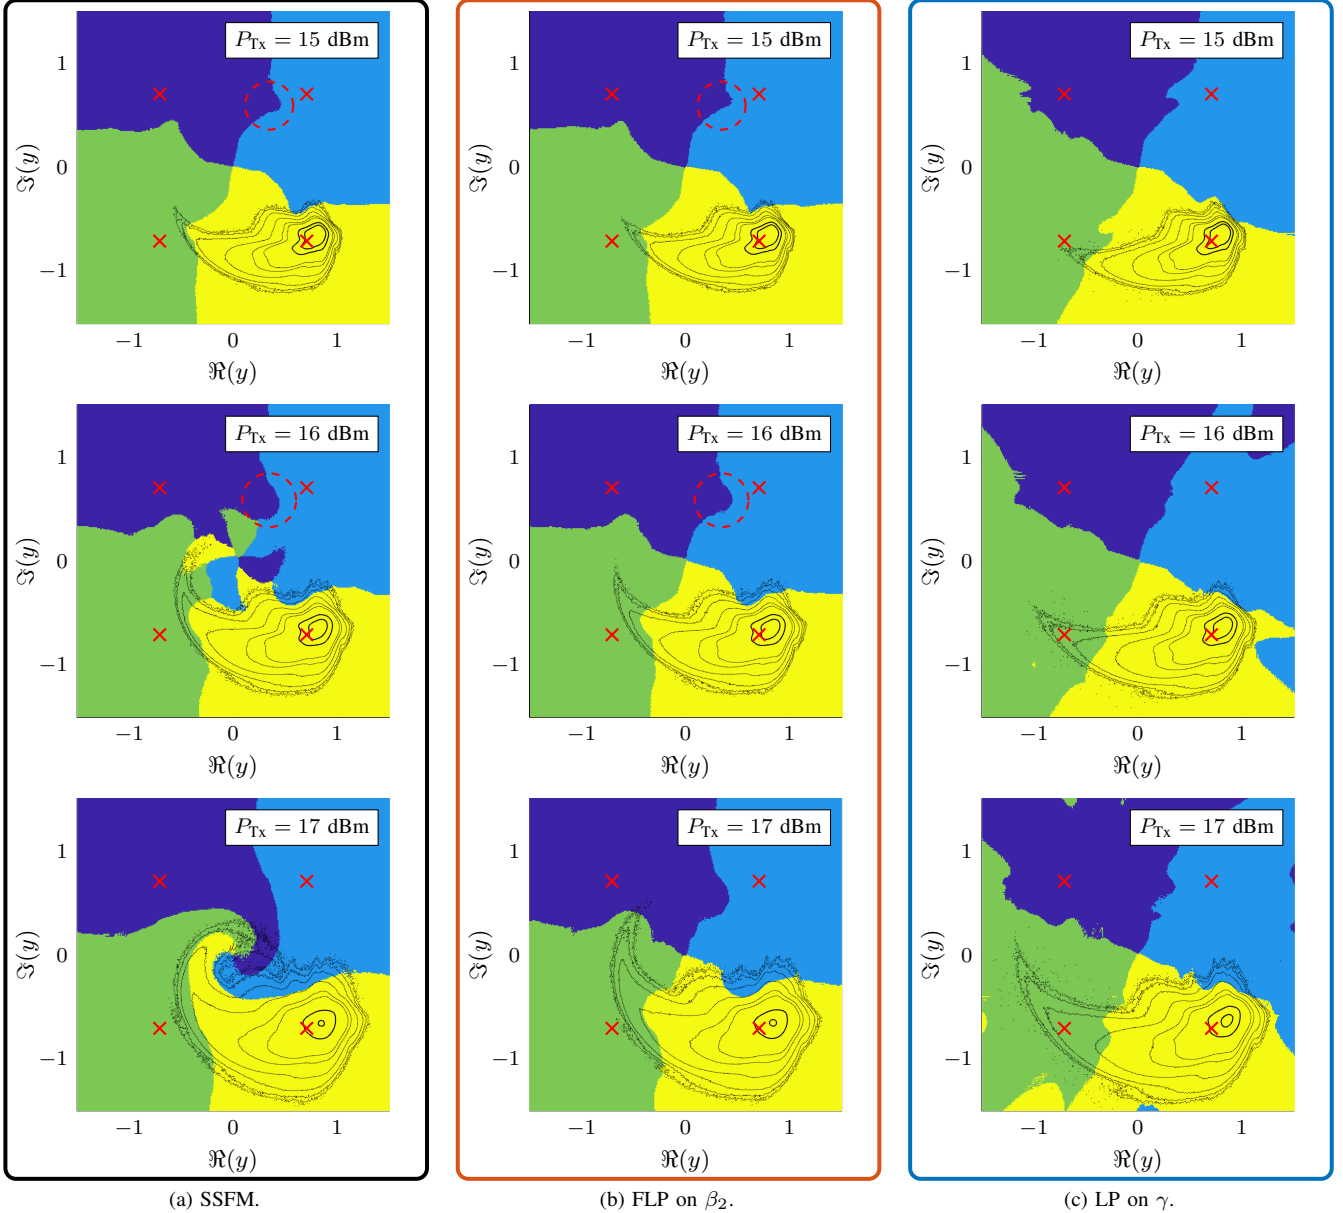 P_Tx = 15 dBm
1
0
−1
ℑ(y)
−1
0
1
ℜ(y)
P_Tx = 15 dBm
1
0
−1
ℑ(y)
−1
0
1
ℜ(y)
P_Tx = 15 dBm
1
0
−1
ℑ(y)
−1
0
1
ℜ(y)
P_Tx = 16 dBm
1
0
−1
ℑ(y)
−1
0
1
ℜ(y)
P_Tx = 16 dBm
1
0
−1
ℑ(y)
−1
0
1
ℜ(y)
P_Tx = 16 dBm
1
0
−1
ℑ(y)
−1
0
1
ℜ(y)
P_Tx = 17 dBm
1
0
−1
ℑ(y)
−1
0
1
ℜ(y)
P_Tx = 17 dBm
1
0
−1
ℑ(y)
−1
0
1
ℜ(y)
P_Tx = 17 dBm
1
0
−1
ℑ(y)
−1
0
1
ℜ(y)
(a) SSFM.
(b) FLP on β₂.
(c) LP on γ.